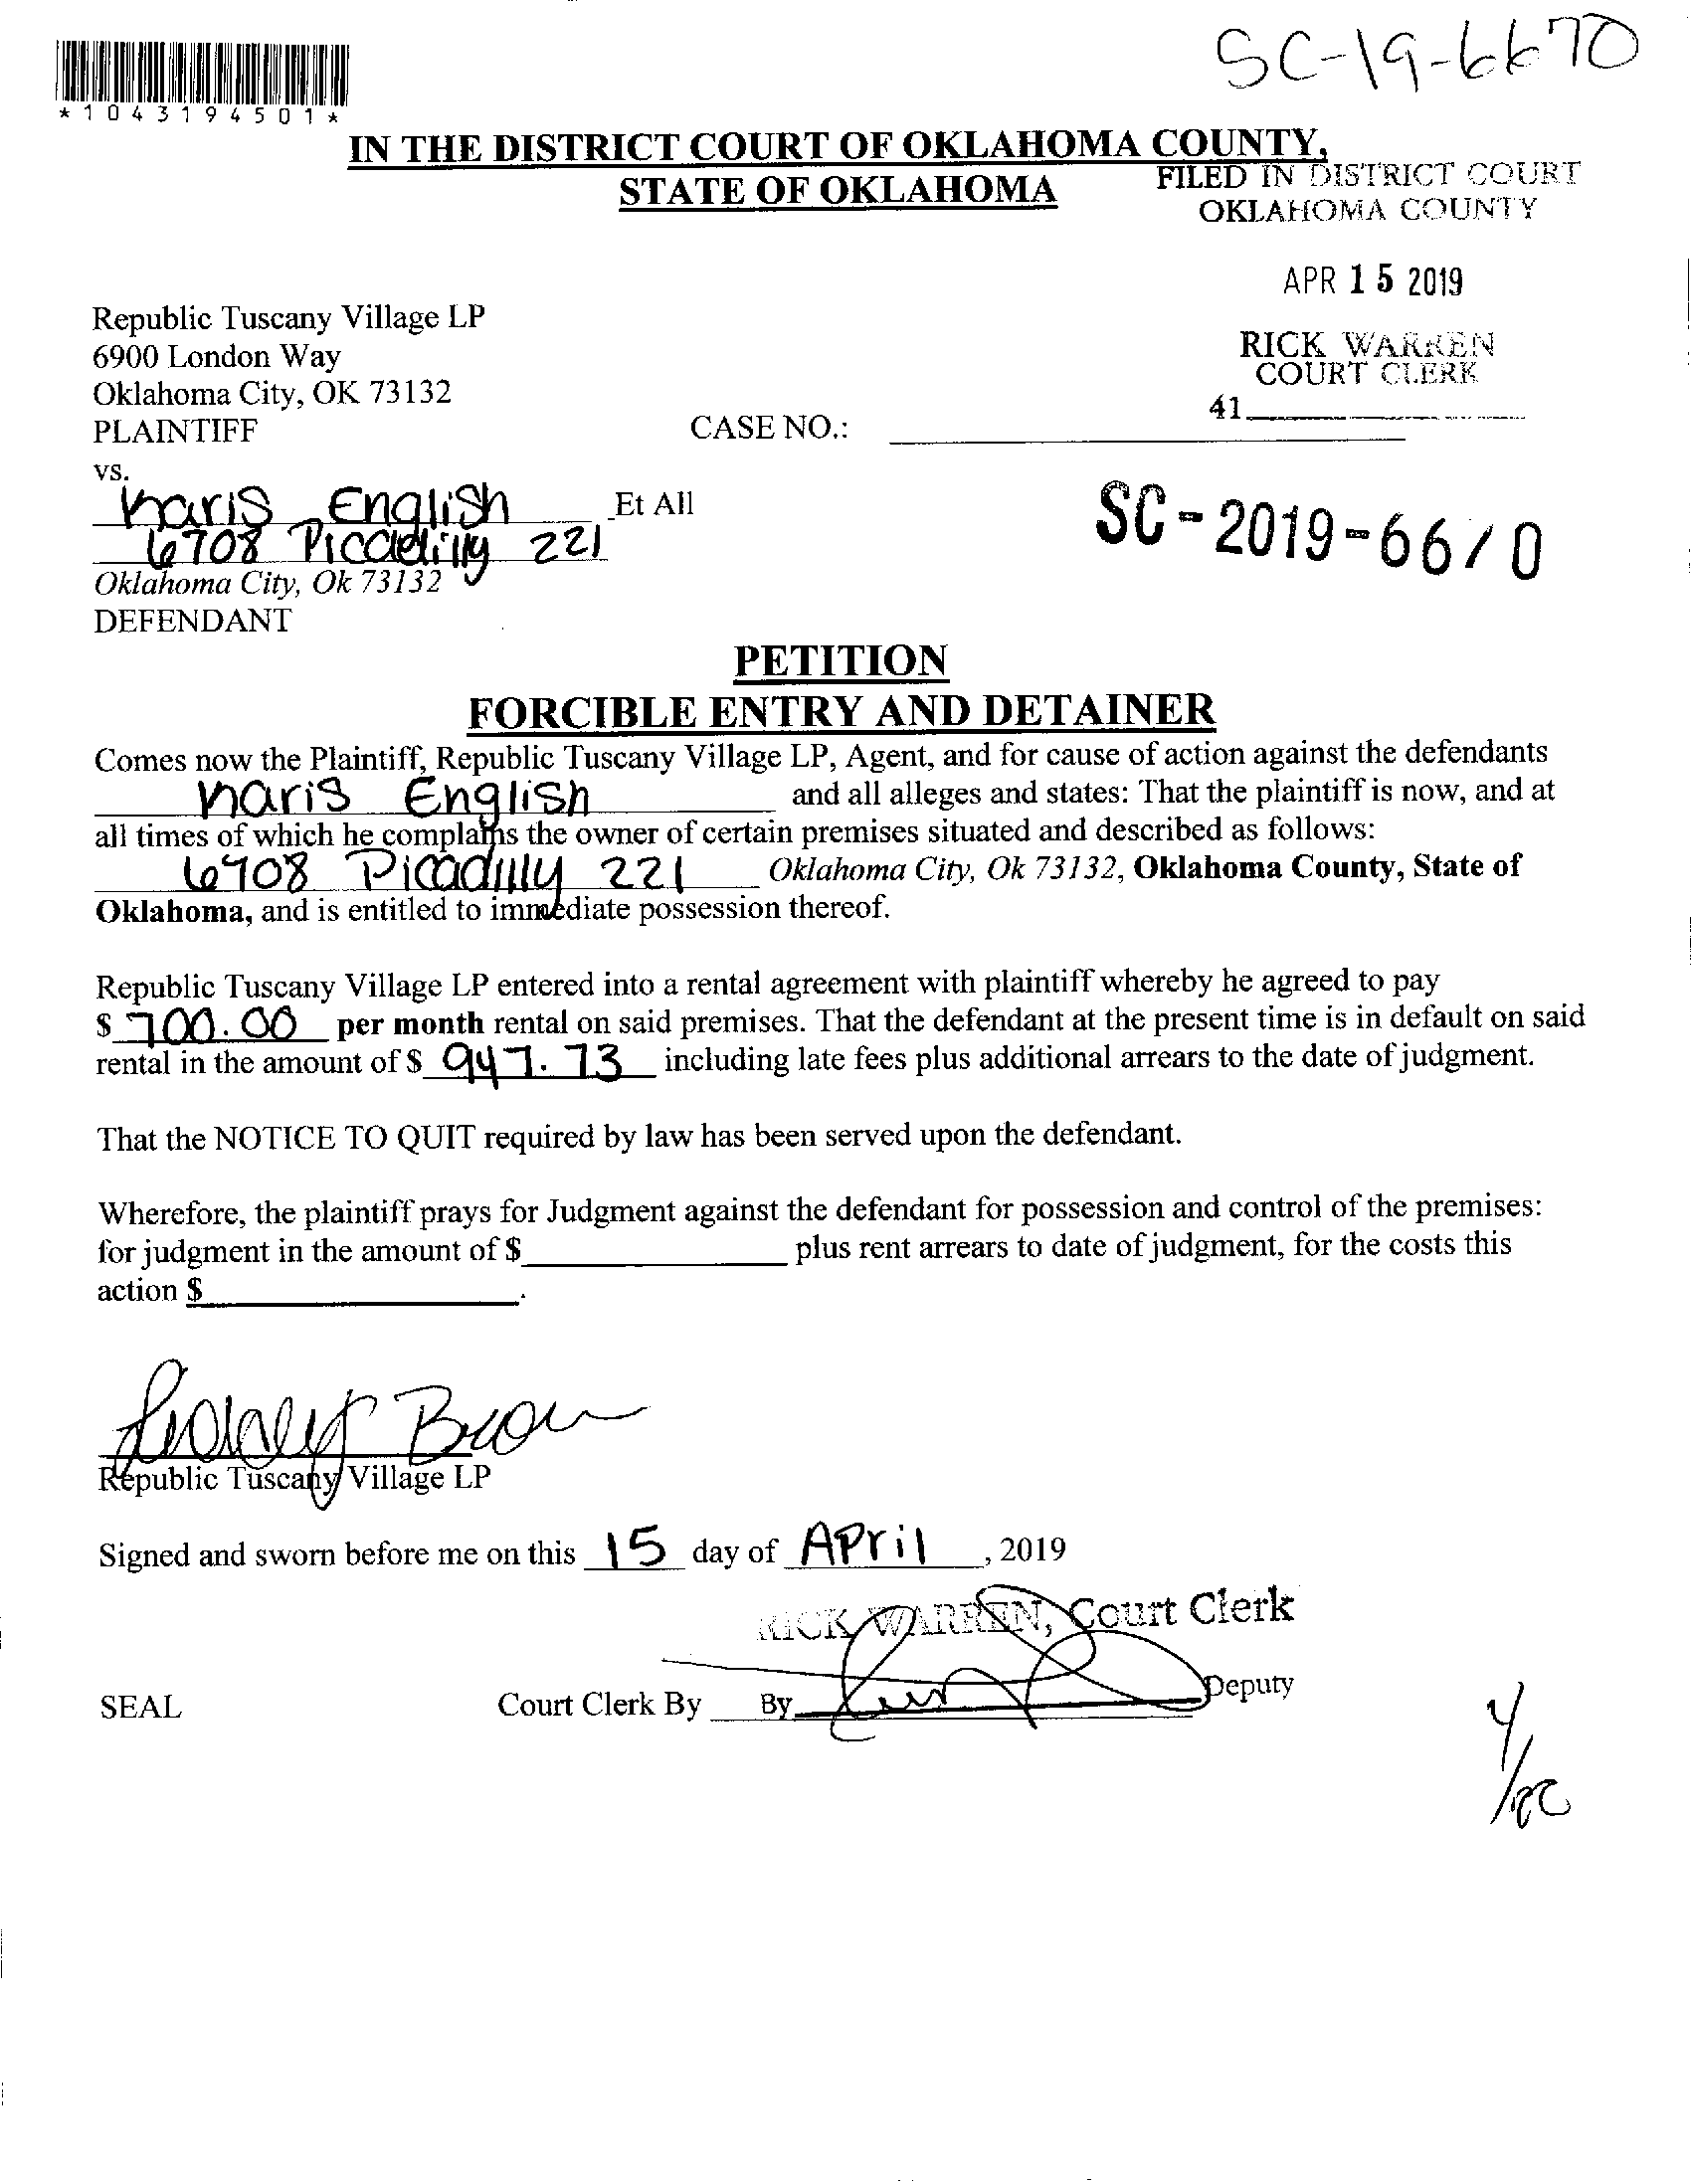 SC-19-6670
*1043194501*
IN THE DISTRICT COURT OF OKLAHOMA COUNTY,
STATE OF OKLAHOMA
FILED IN DISTRICT COURT
OKLAHOMA COUNTY
APR 15 2019
RICK WARREN
COURT CLERK
41
Republic Tuscany Village LP
6900 London Way
Oklahoma City, OK 73132
PLAINTIFF
CASE NO.:
vs.
English Et All
6708 Piccadilly 221
Oklahoma City, Ok 73132
DEFENDANT
SC-2019-6670
PETITION
FORCIBLE ENTRY AND DETAINER
Comes now the Plaintiff, Republic Tuscany Village LP, Agent, and for cause of action against the defendants
English and all alleges and states: That the plaintiff is now, and at
all times of which he complains the owner of certain premises situated and described as follows:
6708 Picadilly 221 Oklahoma City, Ok 73132, Oklahoma County, State of
Oklahoma, and is entitled to immediate possession thereof.
Republic Tuscany Village LP entered into a rental agreement with plaintiff whereby he agreed to pay
$ 700.00 per month rental on said premises. That the defendant at the present time is in default on said
rental in the amount of $ 947.73 including late fees plus additional arrears to the date of judgment.
That the NOTICE TO QUIT required by law has been served upon the defendant.
Wherefore, the plaintiff prays for Judgment against the defendant for possession and control of the premises:
for judgment in the amount of $ plus rent arrears to date of judgment, for the costs this
action $ .
Republic Tuscany Village LP
Signed and sworn before me on this 15 day of April , 2019
RICK WARREN, Court Clerk
SEAL Court Clerk By By Deputy